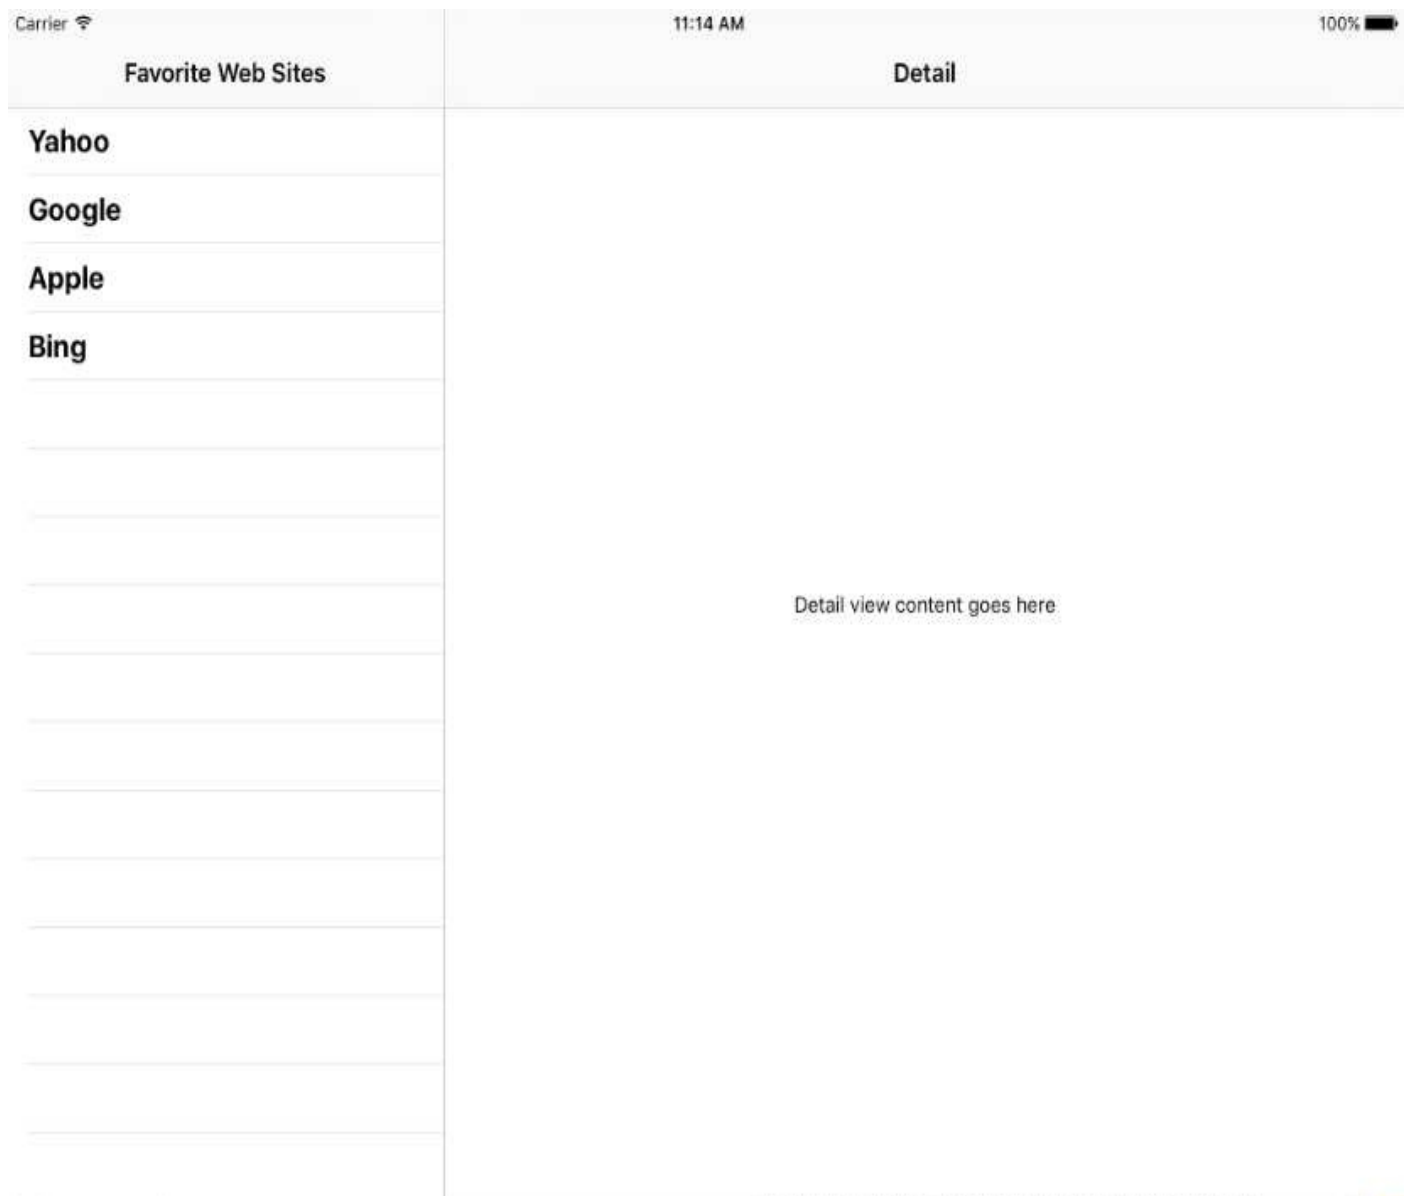 Carrier
11:14 AM
100%
Favorite Web Sites
Detail
Yahoo
Google
Apple
Bing
Detail view content goes here